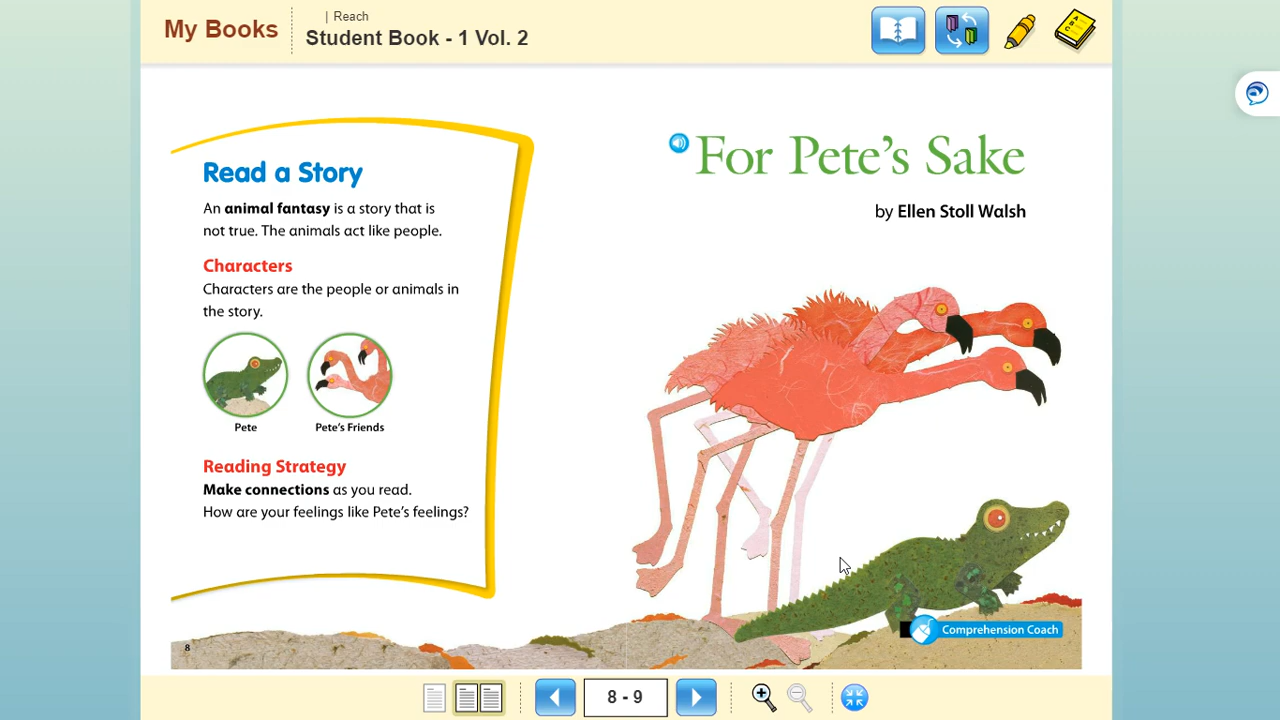 My Books
| Reach
Student Book - 1 Vol. 2
Read a Story
An animal fantasy is a story that is
not true. The animals act like people.
Characters
Characters are the people or animals in
the story.
Pete
Pete's Friends
Reading Strategy
Make connections as you read.
How are your feelings like Pete's feelings?
8
For Pete's Sake
by Ellen Stoll Walsh
Comprehension Coach
8 - 9